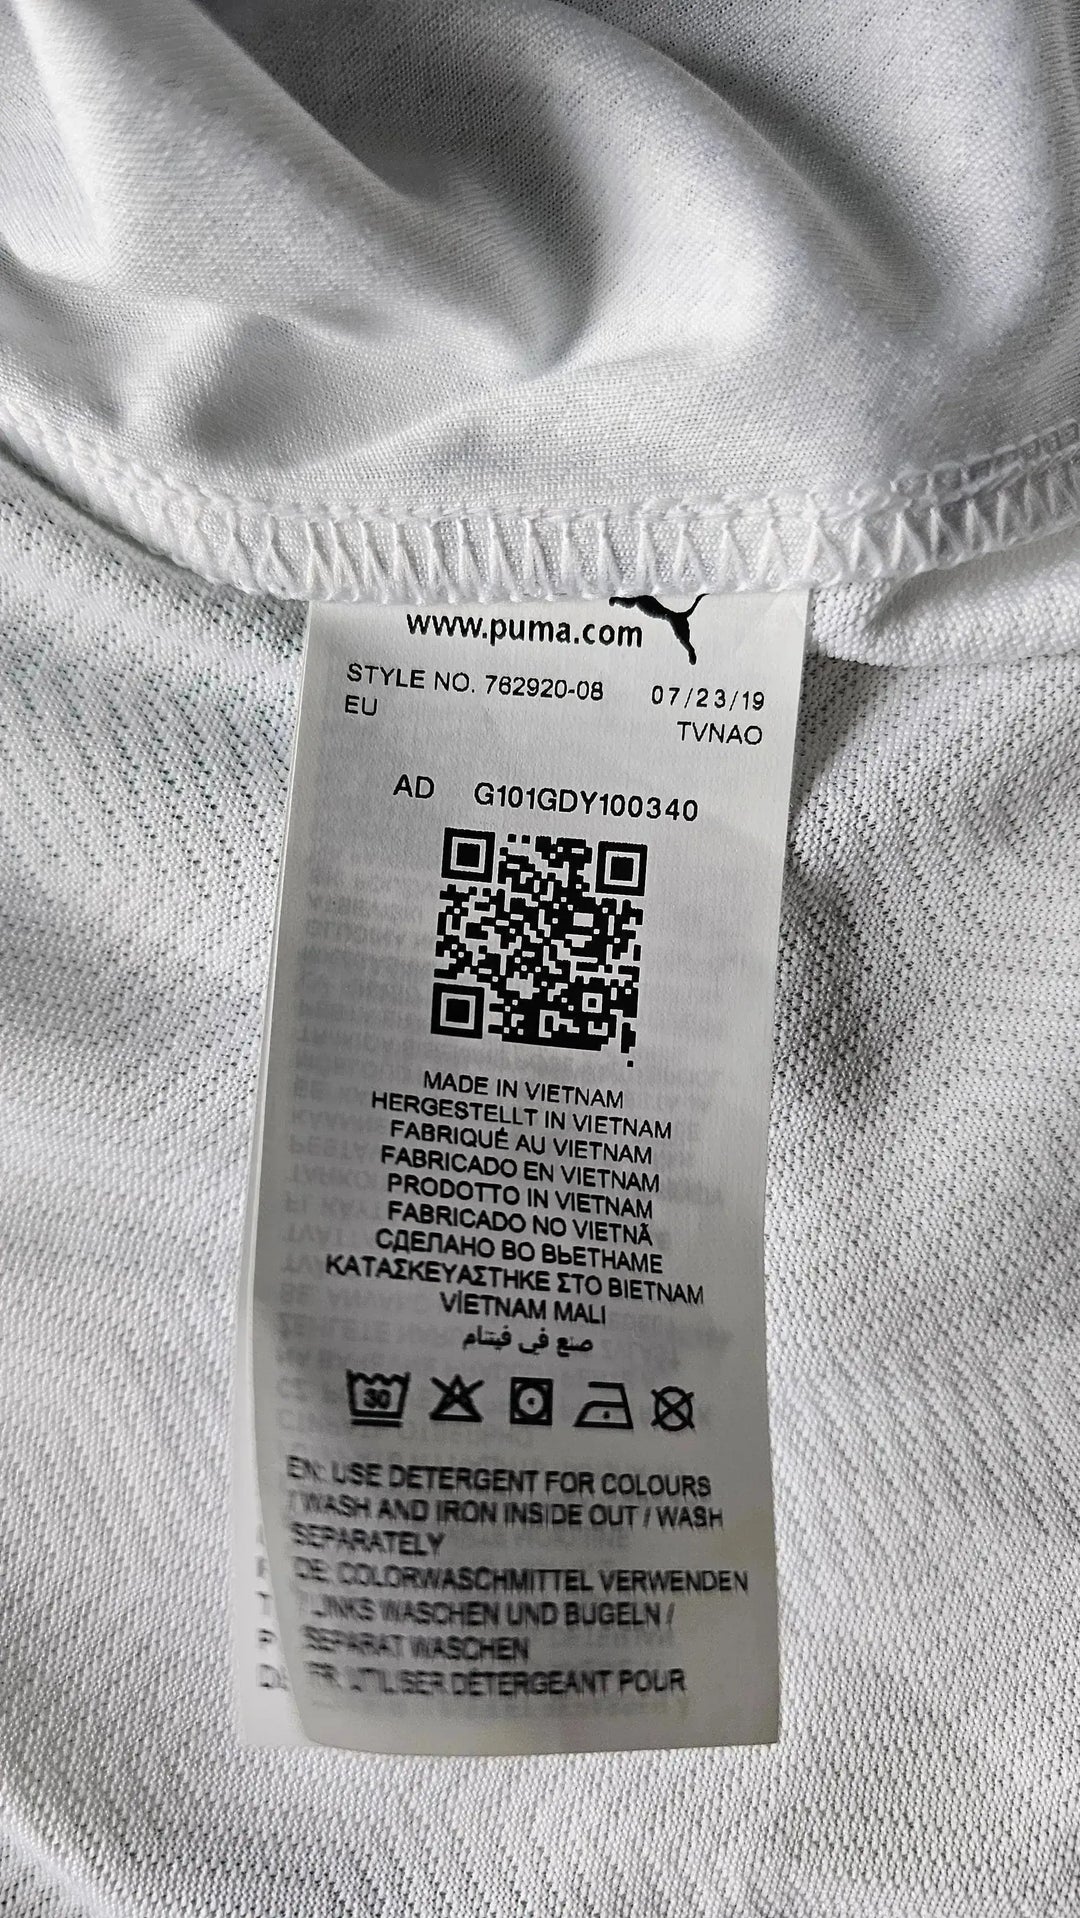 www.puma.com
STYLE NO. 762920-08 07/23/19
EU TVNAO
AD G101GDY100340
MADE IN VIETNAM
HERGESTELLT IN VIETNAM
FABRIQUÉ AU VIETNAM
FABRICADO EN VIETNAM
PRODOTTO IN VIETNAM
FABRICADO NO VIETNÃ
СДЕЛАНО ВО ВЬЕТНАМЕ
ΚΑΤΑΣΚΕΥΑΣΤΗΚΕ ΣΤΟ ΒΙΕΤΝΑΜ
VİETNAM MALI
صنع في فيتنام
30
EN: USE DETERGENT FOR COLOURS
/ WASH AND IRON INSIDE OUT / WASH
SEPARATELY
DE: COLORWASCHMITTEL VERWENDEN
/ LINKS WASCHEN UND BUGELN /
SEPARAT WASCHEN
FR: UTILISER DÉTERGEANT POUR